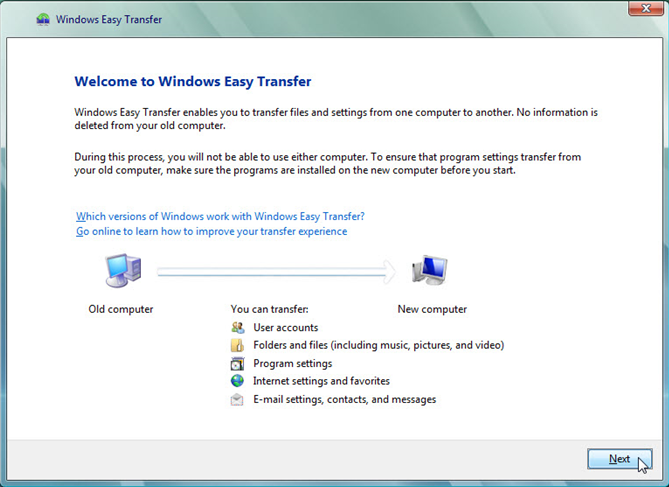 Windows Easy Transfer
Welcome to Windows Easy Transfer
Windows Easy Transfer enables you to transfer files and settings from one computer to another. No information is
deleted from your old computer.
During this process, you will not be able to use either computer. To ensure that program settings transfer from
your old computer, make sure the programs are installed on the new computer before you start.
Which versions of Windows work with Windows Easy Transfer?
Go online to learn how to improve your transfer experience
Old computer
You can transfer:
New computer
User accounts
Folders and files (including music, pictures, and video)
Program settings
Internet settings and favorites
E-mail settings, contacts, and messages
Next